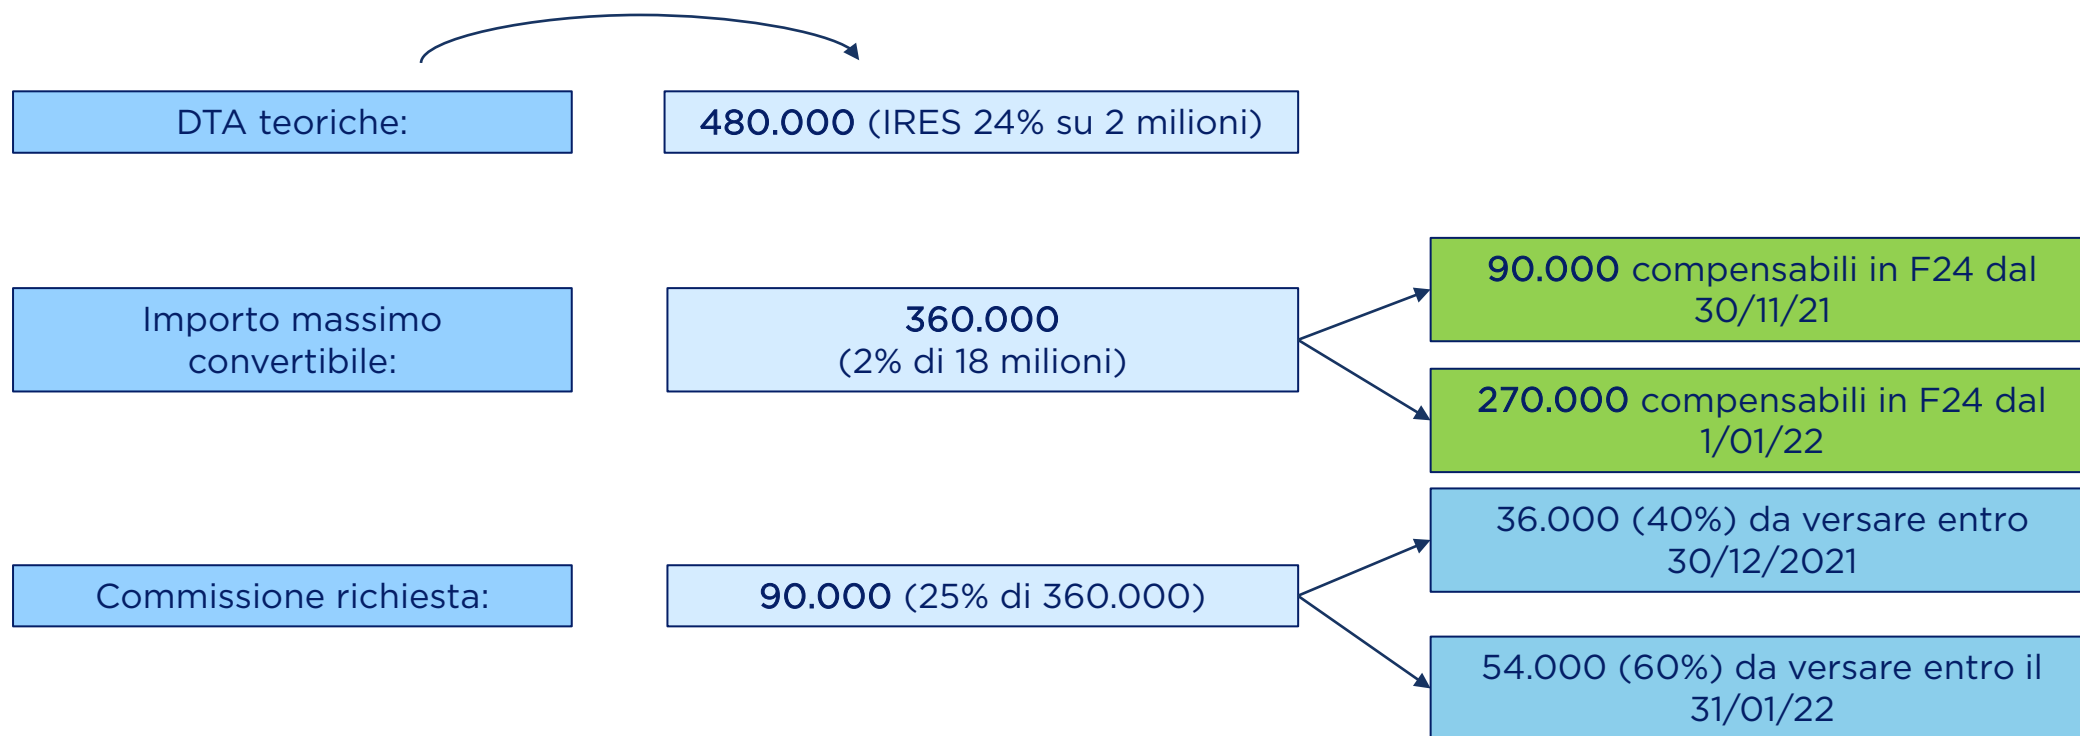 DTA teoriche:
480.000 (IRES 24% su 2 milioni)
Importo massimo
convertibile:
360.000
(2% di 18 milioni)
90.000 compensabili in F24 dal
30/11/21
270.000 compensabili in F24 dal
1/01/22
Commissione richiesta:
90.000 (25% di 360.000)
36.000 (40%) da versare entro
30/12/2021
54.000 (60%) da versare entro il
31/01/22